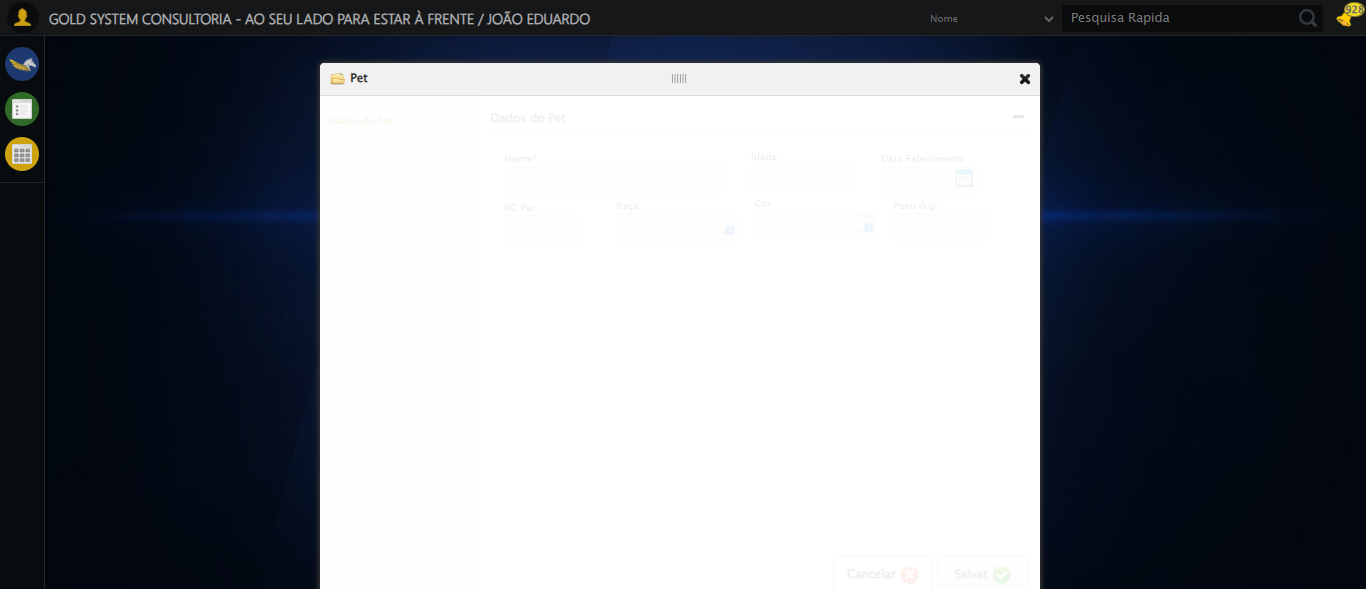 GOLD SYSTEM CONSULTORIA - AO SEU LADO PARA ESTAR À FRENTE / JOÃO EDUARDO
Nome
Pesquisa Rapida
928
Pet
Dados do Pet
Dados do Pet
Nome*
Idade
Data Falecimento
RG Pet
Raça
Cor
Peso (kg)
Cancelar
Salvar